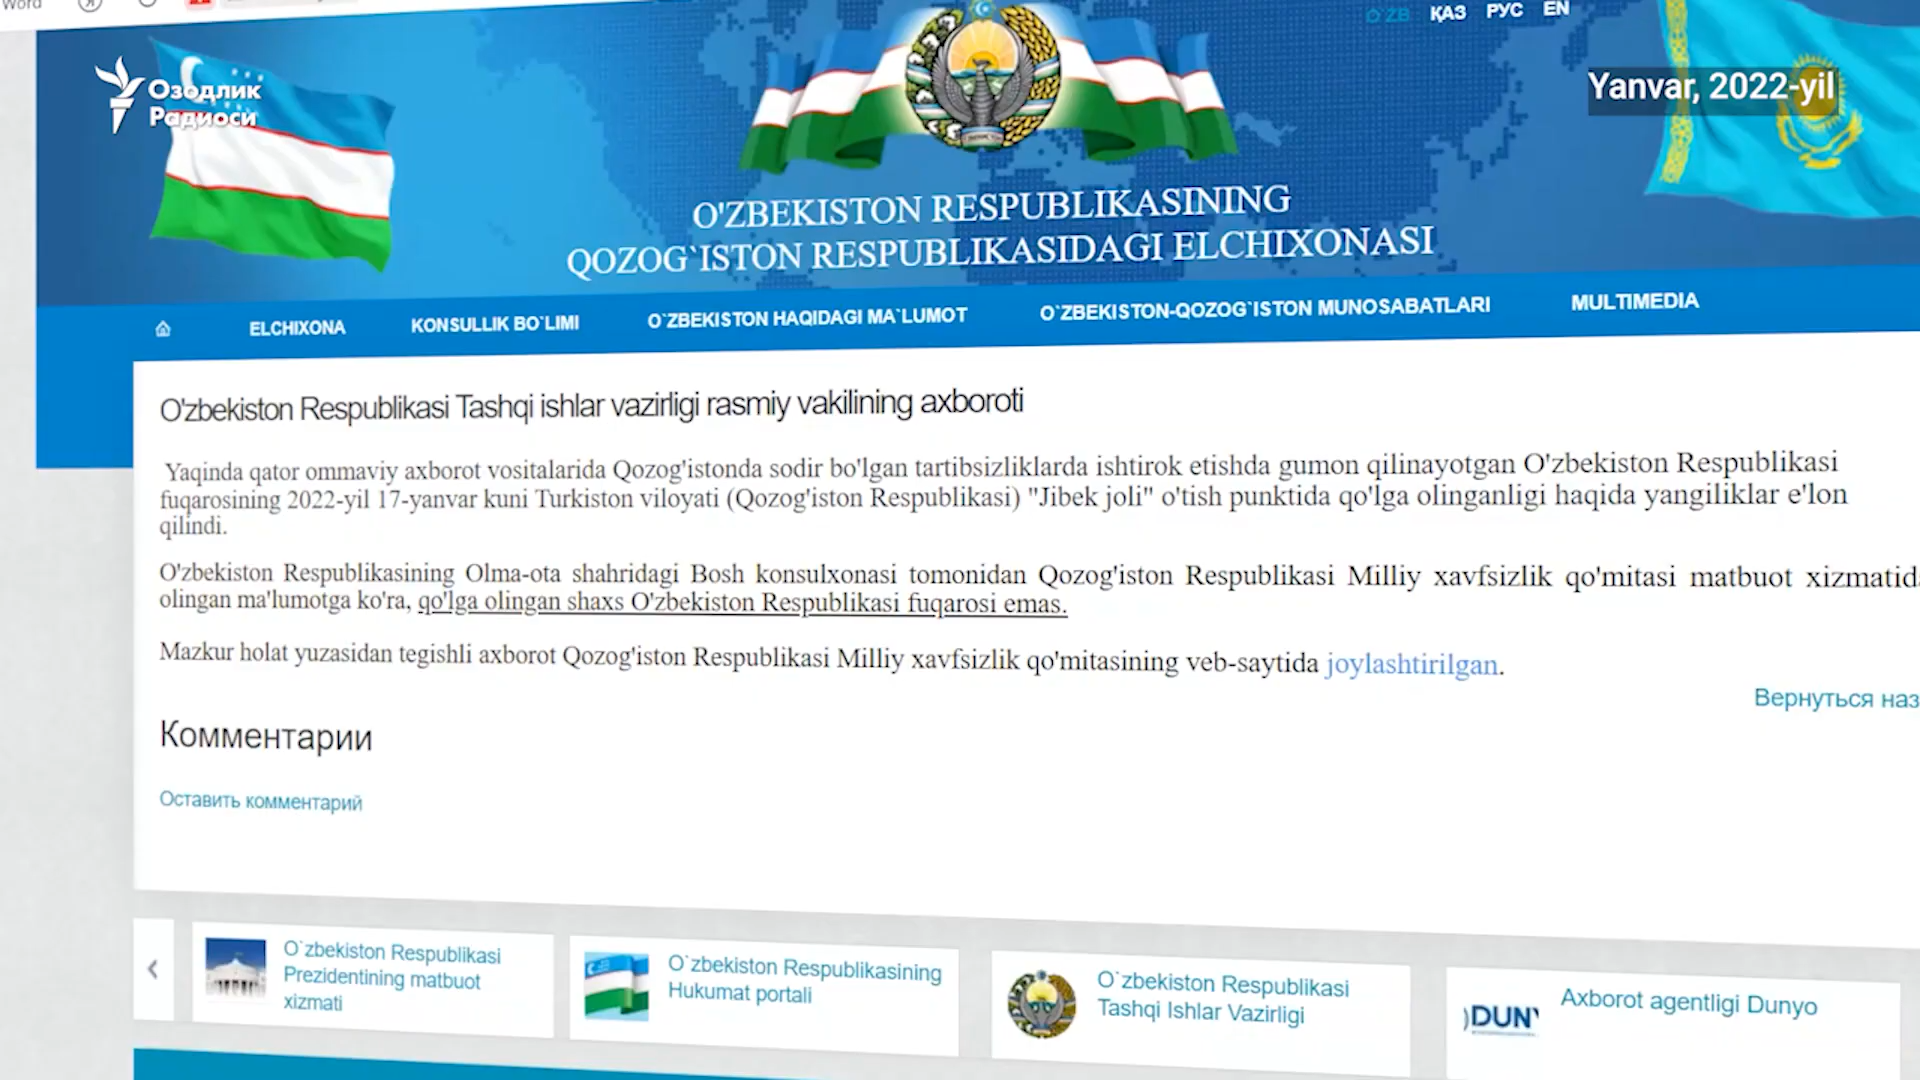 Word
O'ZB ҚАЗ РУС EN
Озодлик
Радиоси
Yanvar, 2022-yil
O'ZBEKISTON RESPUBLIKASINING
QOZOG`ISTON RESPUBLIKASIDAGI ELCHIXONASI
ELCHIXONA KONSULLIK BO`LIMI O`ZBEKISTON HAQIDAGI MA`LUMOT O`ZBEKISTON-QOZOG`ISTON MUNOSABATLARI MULTIMEDIA
O'zbekiston Respublikasi Tashqi ishlar vazirligi rasmiy vakilining axboroti
Yaqinda qator ommaviy axborot vositalarida Qozog'istonda sodir bo'lgan tartibsizliklarda ishtirok etishda gumon qilinayotgan O'zbekiston Respublikasi
fuqarosining 2022-yil 17-yanvar kuni Turkiston viloyati (Qozog'iston Respublikasi) "Jibek joli" o'tish punktida qo'lga olinganligi haqida yangiliklar e'lon
qilindi.
O'zbekiston Respublikasining Olma-ota shahridagi Bosh konsulxonasi tomonidan Qozog'iston Respublikasi Milliy xavfsizlik qo'mitasi matbuot xizmatida
olingan ma'lumotga ko'ra, qo'lga olingan shaxs O'zbekiston Respublikasi fuqarosi emas.
Mazkur holat yuzasidan tegishli axborot Qozog'iston Respublikasi Milliy xavfsizlik qo'mitasining veb-saytida joylashtirilgan.
Вернуться наз
Комментарии
Оставить комментарий
O`zbekiston Respublikasi
Prezidentining matbuot
xizmati
O`zbekiston Respublikasining
Hukumat portali
O`zbekiston Respublikasi
Tashqi Ishlar Vazirligi
DUNY
Axborot agentligi Dunyo